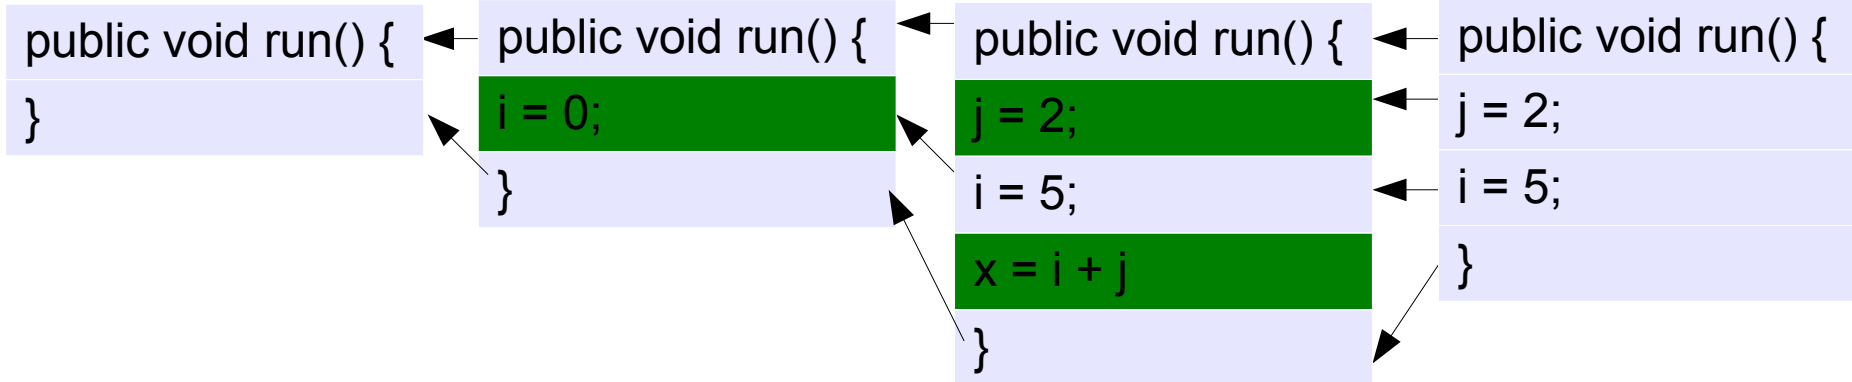 public void run() {
}
public void run() {
i = 0;
}
public void run() {
j = 2;
i = 5;
x = i + j
}
public void run() {
j = 2;
i = 5;
}